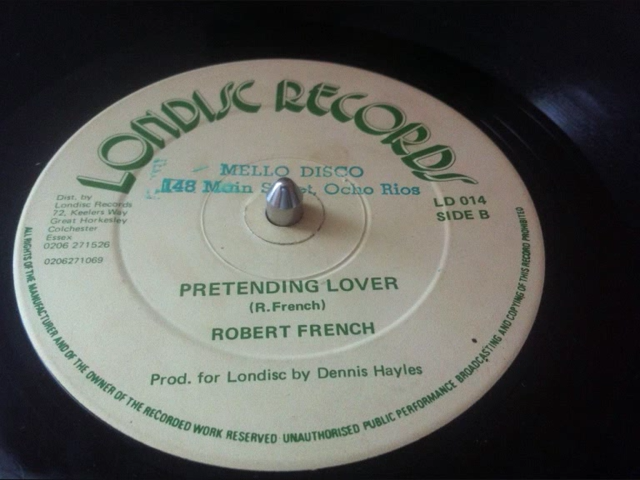 LONDISC RECORDS
MELLO DISCO
148 Main St, Ocho Rios
Dist. by
Londisc Records
72, Keelers Way
Great Horkesley
Colchester
Essex
0206 271526
0206271069
LD 014
SIDE B
PRETENDING LOVER
(R.French)
ROBERT FRENCH
Prod. for Londisc by Dennis Hayles
ALL RIGHTS OF THE MANUFACTURER AND OF THE OWNER OF THE RECORDED WORK RESERVED UNAUTHORISED PUBLIC PERFORMANCE BROADCASTING AND COPYING OF THIS RECORD PROHIBITED